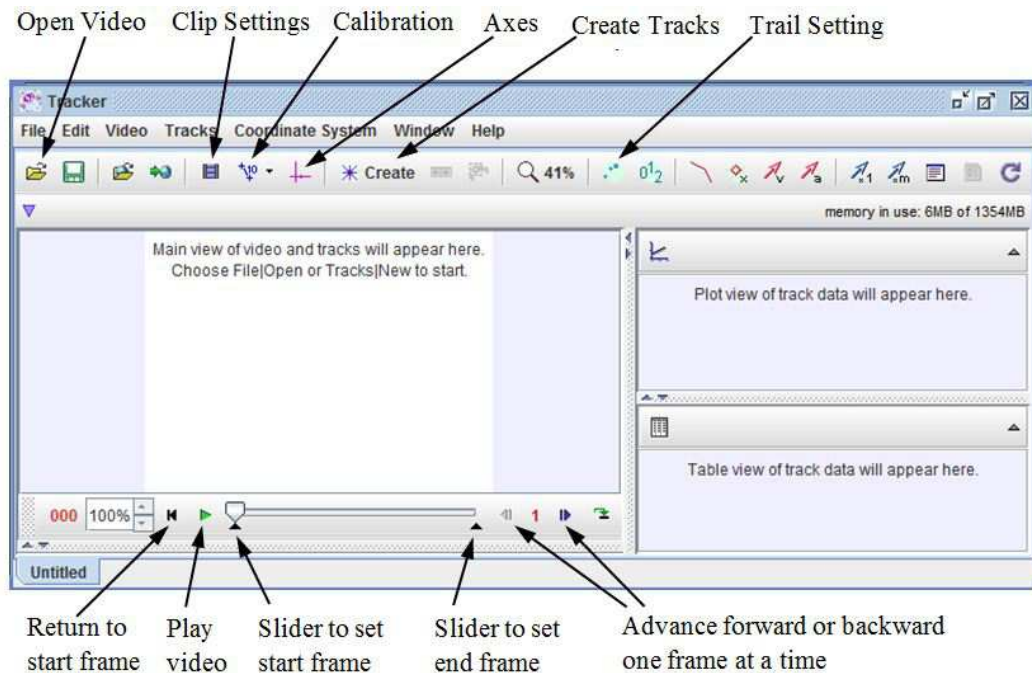 Open Video Clip Settings Calibration Axes Create Tracks Trail Setting
Tracker
File Edit Video Tracks Coordinate System Window Help
Create 41%
memory in use: 6MB of 1354MB
Main view of video and tracks will appear here.
Choose File|Open or Tracks|New to start.
Plot view of track data will appear here.
Table view of track data will appear here.
000 100% 1
Untitled
Return to
start frame
Play
video
Slider to set
start frame
Slider to set
end frame
Advance forward or backward
one frame at a time